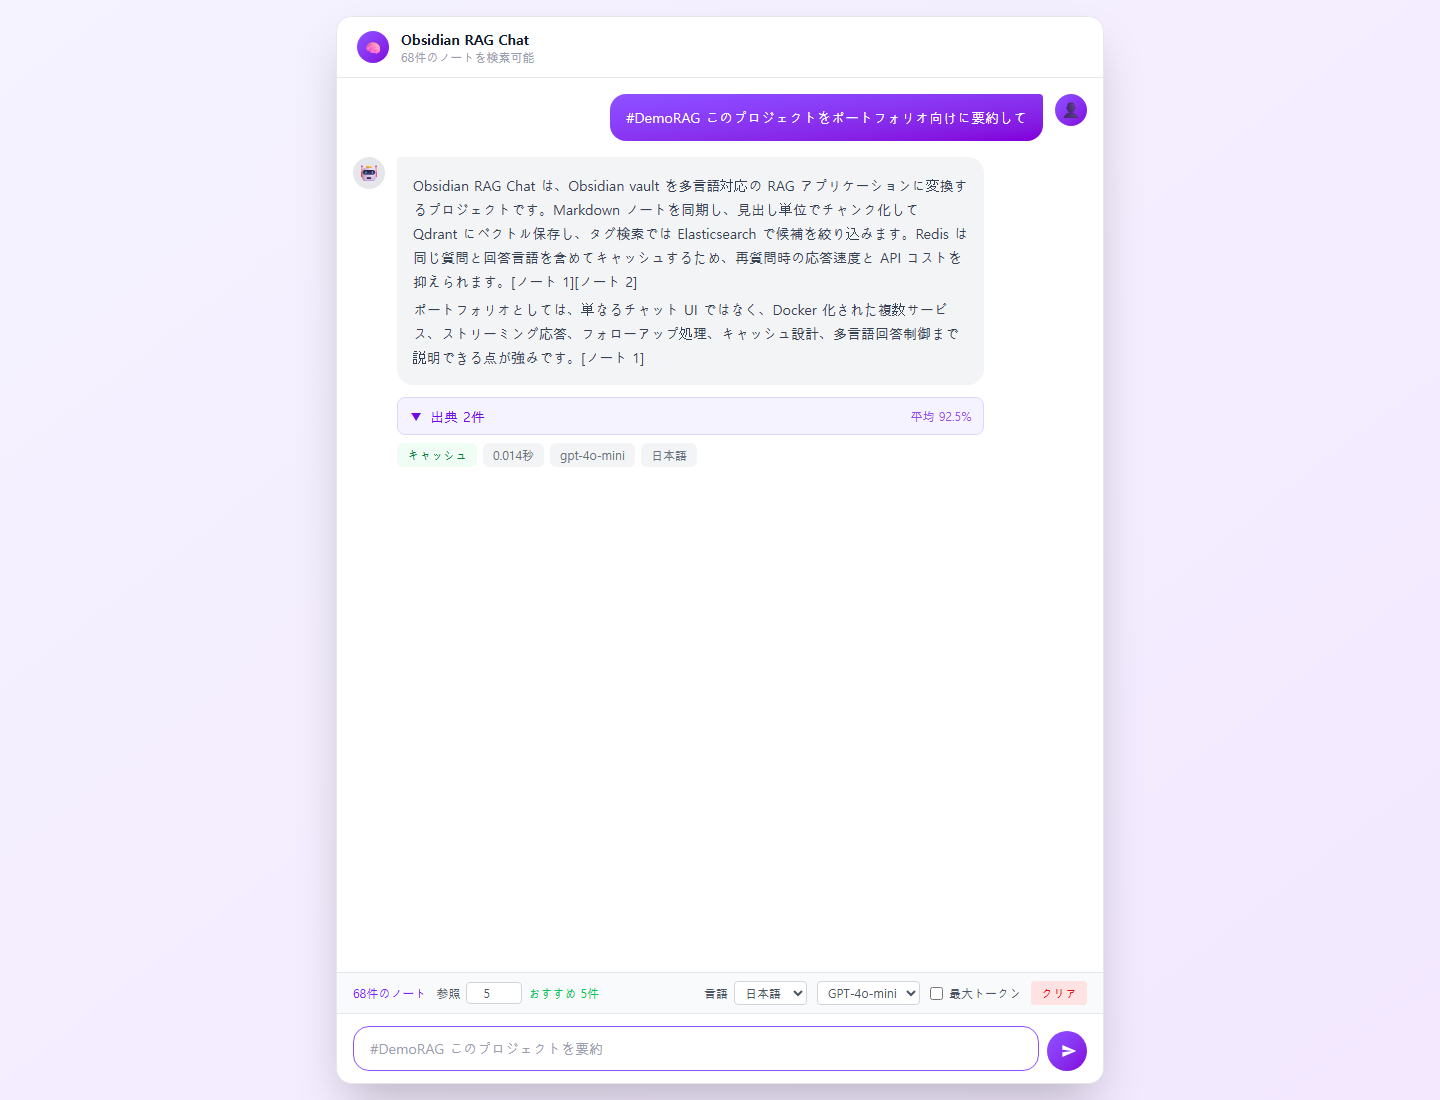 Obsidian RAG Chat
68件のノートを検索可能
#DemoRAG このプロジェクトをポートフォリオ向けに要約して
Obsidian RAG Chat は、Obsidian vault を多言語対応の RAG アプリケーションに変換す
るプロジェクトです。Markdown ノートを同期し、見出し単位でチャンク化して
Qdrant にベクトル保存し、タグ検索では Elasticsearch で候補を絞り込みます。Redis は
同じ質問と回答言語を含めてキャッシュするため、再質問時の応答速度と API コストを
抑えられます。[ノート 1][ノート 2]
ポートフォリオとしては、単なるチャット UI ではなく、Docker 化された複数サービ
ス、ストリーミング応答、フォローアップ処理、キャッシュ設計、多言語回答制御まで
説明できる点が強みです。[ノート 1]
▼ 出典 2件 平均 92.5%
キャッシュ 0.014秒 gpt-4o-mini 日本語
68件のノート 参照 5 おすすめ 5件 言語 日本語 GPT-4o-mini 最大トークン クリア
#DemoRAG このプロジェクトを要約